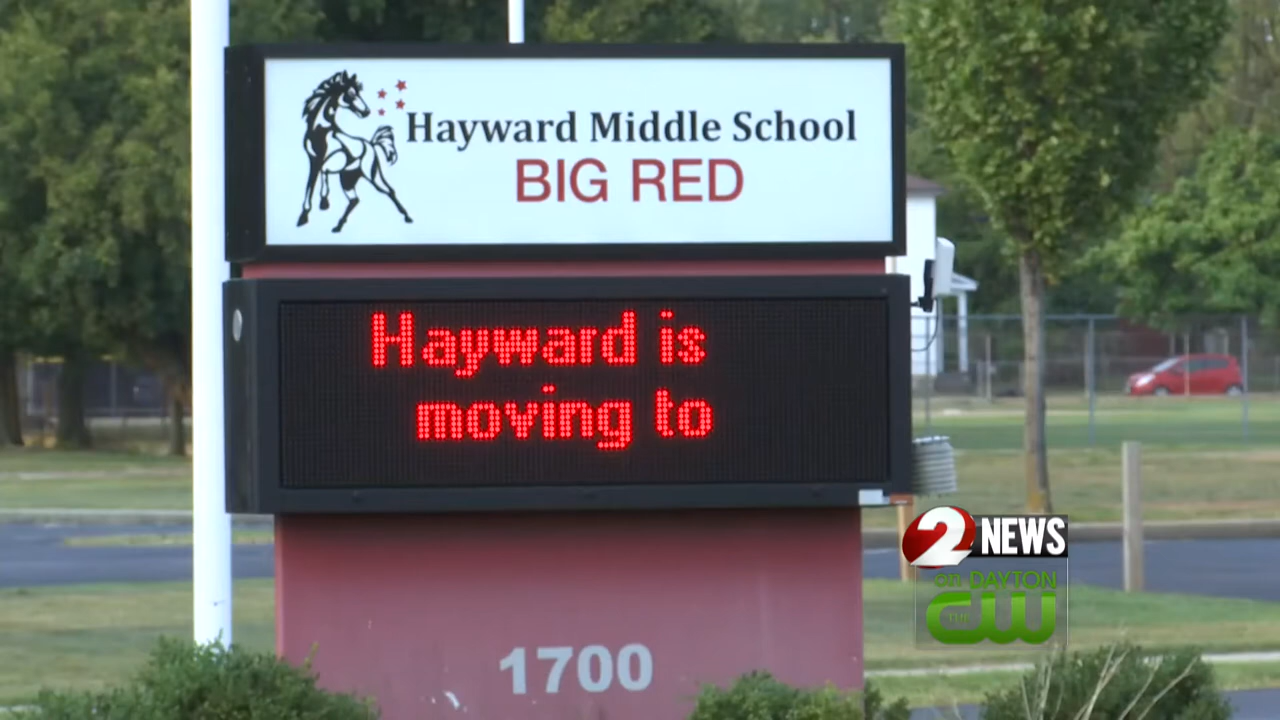 Hayward Middle School
BIG RED
Hayward is
moving to
1700
2 NEWS
on DAYTON
THE CW